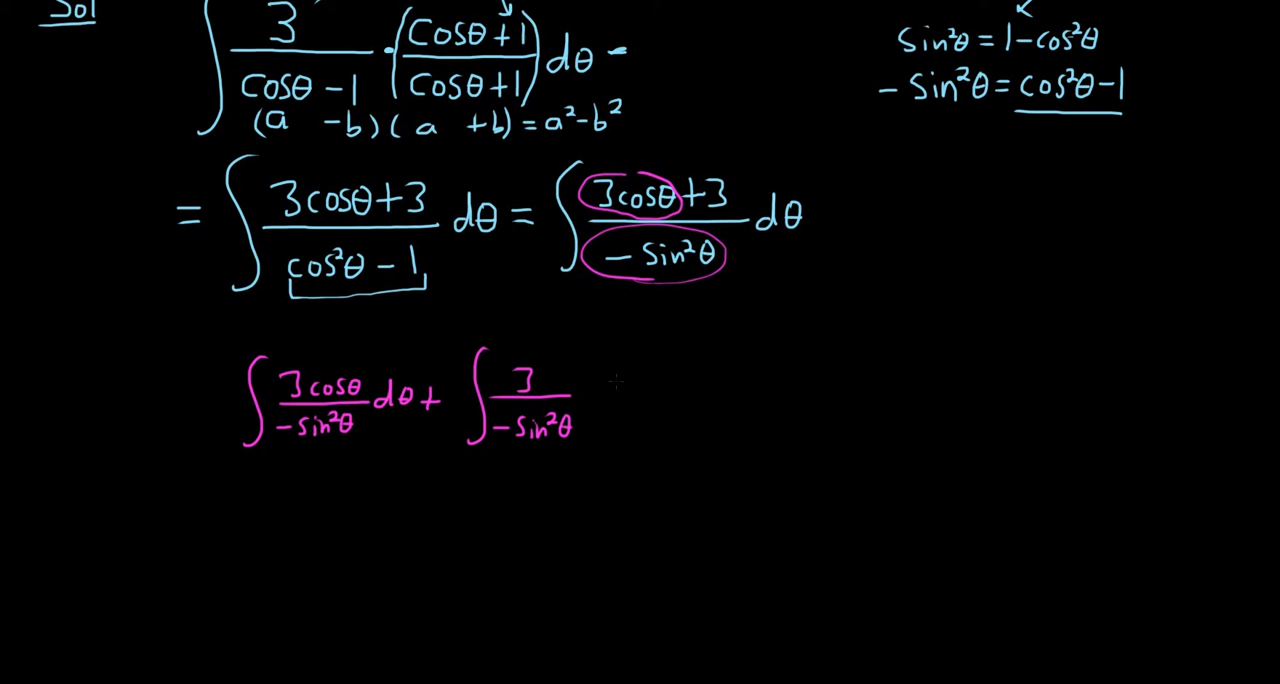 Sol
∫ 3/(cosθ − 1) · ((cosθ + 1)/(cosθ + 1)) dθ =
(a − b)(a + b) = a² − b²
sin²θ = 1 − cos²θ
− sin²θ = cos²θ − 1
= ∫ (3cosθ + 3)/(cos²θ − 1) dθ = ∫ (3cosθ + 3)/(− sin²θ) dθ
∫ 3cosθ/(− sin²θ) dθ + ∫ 3/(− sin²θ)